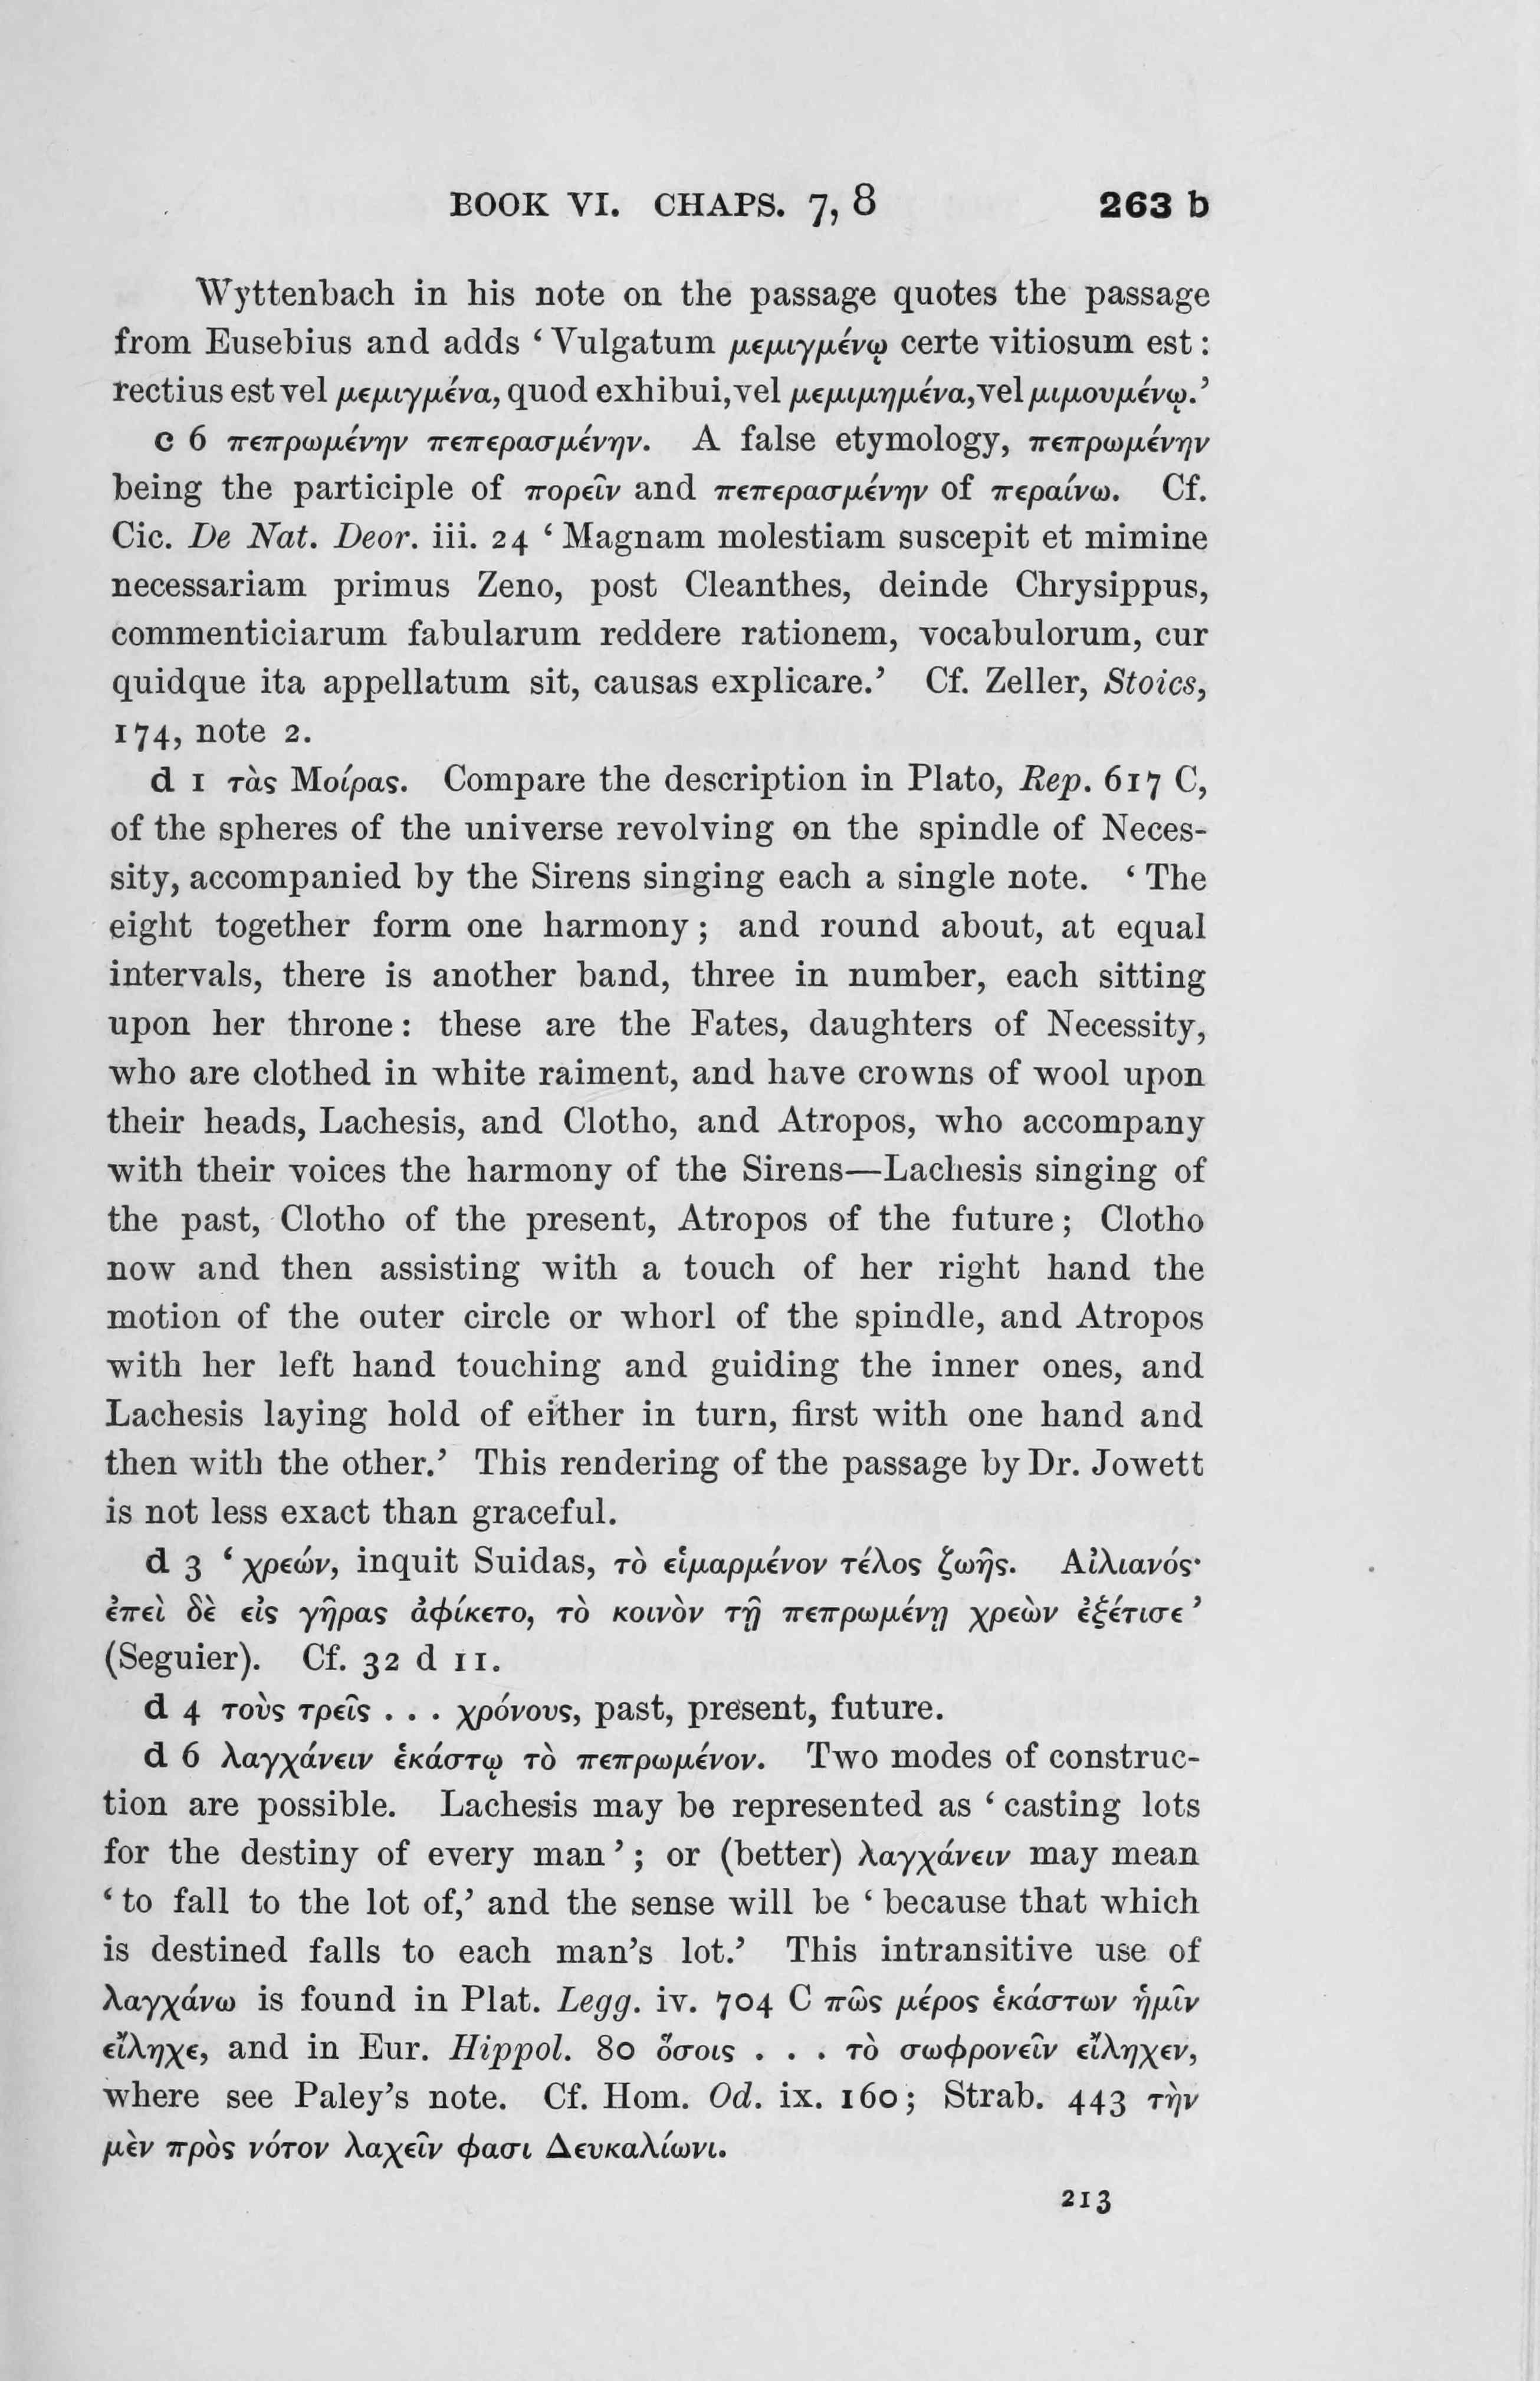 BOOK VI. CHAPS. 7, 8 263 b
Wyttenbach in his note on the passage quotes the passage
from Eusebius and adds ‘ Vulgatum μεμιγμένῳ certe vitiosum est :
rectius est vel μεμιγμένα, quod exhibui, vel μεμιμημένα, vel μιμουμένῳ.’
c 6 πεπρωμένην πεπερασμένην. A false etymology, πεπρωμένην
being the participle of πορεῖν and πεπερασμένην of περαίνω. Cf.
Cic. De Nat. Deor. iii. 24 ‘ Magnam molestiam suscepit et mimine
necessariam primus Zeno, post Cleanthes, deinde Chrysippus,
commenticiarum fabularum reddere rationem, vocabulorum, cur
quidque ita appellatum sit, causas explicare.’ Cf. Zeller, Stoics,
174, note 2.
d 1 τὰς Μοίρας. Compare the description in Plato, Rep. 617 C,
of the spheres of the universe revolving on the spindle of Neces-
sity, accompanied by the Sirens singing each a single note. ‘ The
eight together form one harmony ; and round about, at equal
intervals, there is another band, three in number, each sitting
upon her throne : these are the Fates, daughters of Necessity,
who are clothed in white raiment, and have crowns of wool upon
their heads, Lachesis, and Clotho, and Atropos, who accompany
with their voices the harmony of the Sirens—Lachesis singing of
the past, Clotho of the present, Atropos of the future ; Clotho
now and then assisting with a touch of her right hand the
motion of the outer circle or whorl of the spindle, and Atropos
with her left hand touching and guiding the inner ones, and
Lachesis laying hold of either in turn, first with one hand and
then with the other.’ This rendering of the passage by Dr. Jowett
is not less exact than graceful.
d 3 ‘ χρεών, inquit Suidas, τὸ εἱμαρμένον τέλος ζωῆς. Αἰλιανός·
ἐπεὶ δὲ εἰς γῆρας ἀφίκετο, τὸ κοινὸν τῇ πεπρωμένῃ χρεὼν ἐξέτισε ’
(Seguier). Cf. 32 d 11.
d 4 τοὺς τρεῖς . . . χρόνους, past, present, future.
d 6 λαγχάνειν ἑκάστῳ τὸ πεπρωμένον. Two modes of construc-
tion are possible. Lachesis may be represented as ‘ casting lots
for the destiny of every man ’ ; or (better) λαγχάνειν may mean
‘ to fall to the lot of,’ and the sense will be ‘ because that which
is destined falls to each man’s lot.’ This intransitive use of
λαγχάνω is found in Plat. Legg. iv. 704 C πῶς μέρος ἑκάστων ἡμῖν
εἴληχε, and in Eur. Hippol. 80 ὅσοις . . . τὸ σωφρονεῖν εἴληχεν,
where see Paley’s note. Cf. Hom. Od. ix. 160 ; Strab. 443 τὴν
μὲν πρὸς νότον λαχεῖν φασι Δευκαλίωνι.
213